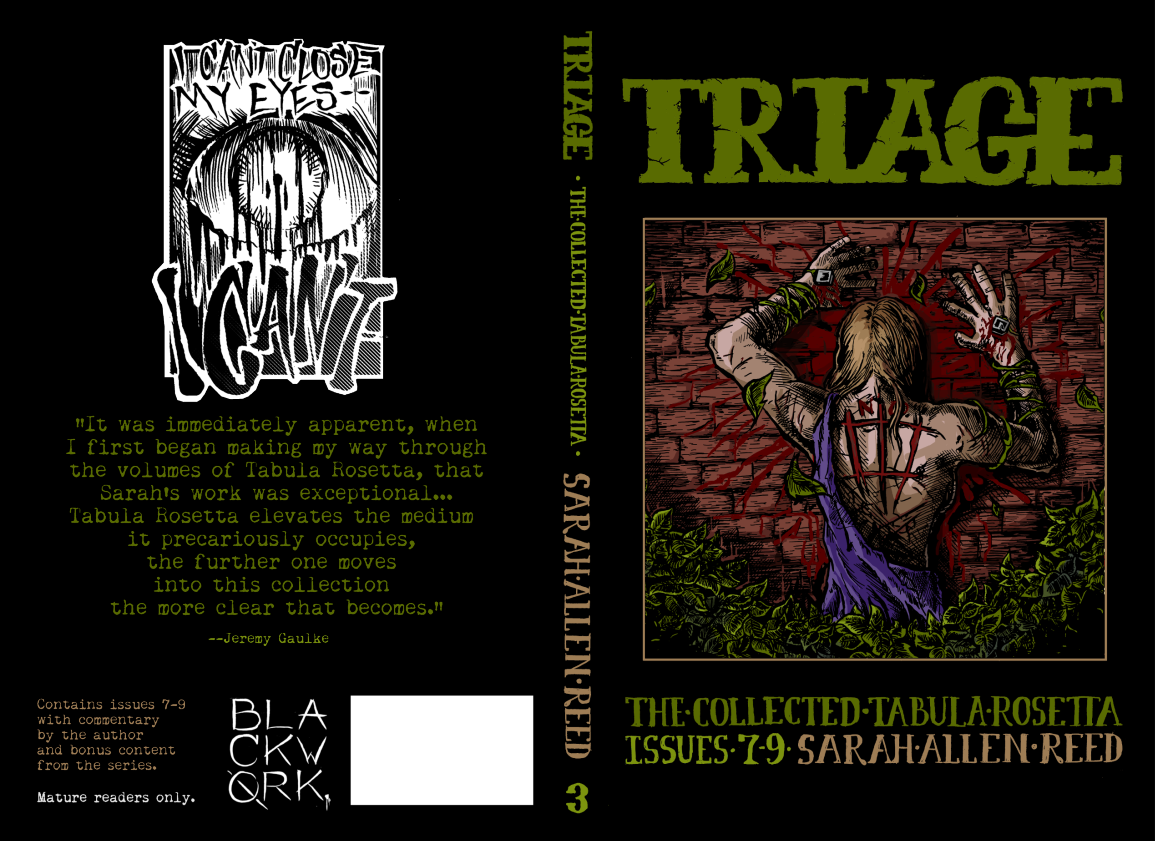 I CAN'T CLOSE
MY EYES--
I CAN'T
"It was immediately apparent, when
I first began making my way through
the volumes of Tabula Rosetta, that
Sarah's work was exceptional...
Tabula Rosetta elevates the medium
it precariously occupies,
the further one moves
into this collection
the more clear that becomes."
--Jeremy Gaulke
Contains issues 7-9
with commentary
by the author
and bonus content
from the series.
Mature readers only.
BLA
CKW
ORK,
TRIAGE · THE·COLLECTED·TABULA·ROSETTA · SARAH·ALLEN·REED 3
TRIAGE
THE·COLLECTED·TABULA·ROSETTA
ISSUES·7-9·SARAH·ALLEN·REED